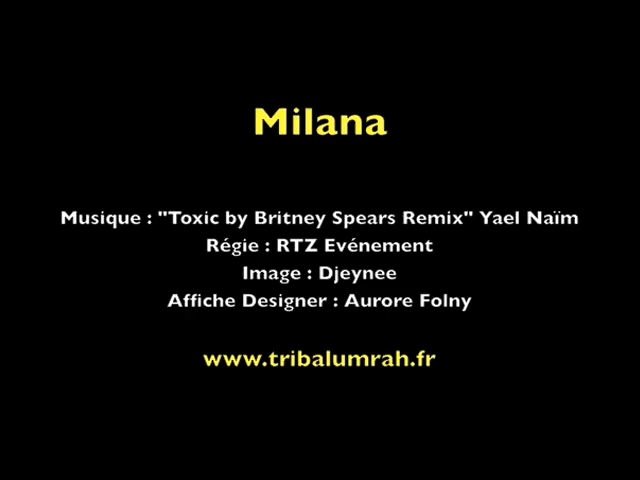 Milana
Musique : "Toxic by Britney Spears Remix" Yael Naïm
Régie : RTZ Evénement
Image : Djeynee
Affiche Designer : Aurore Folny
www.tribalumrah.fr